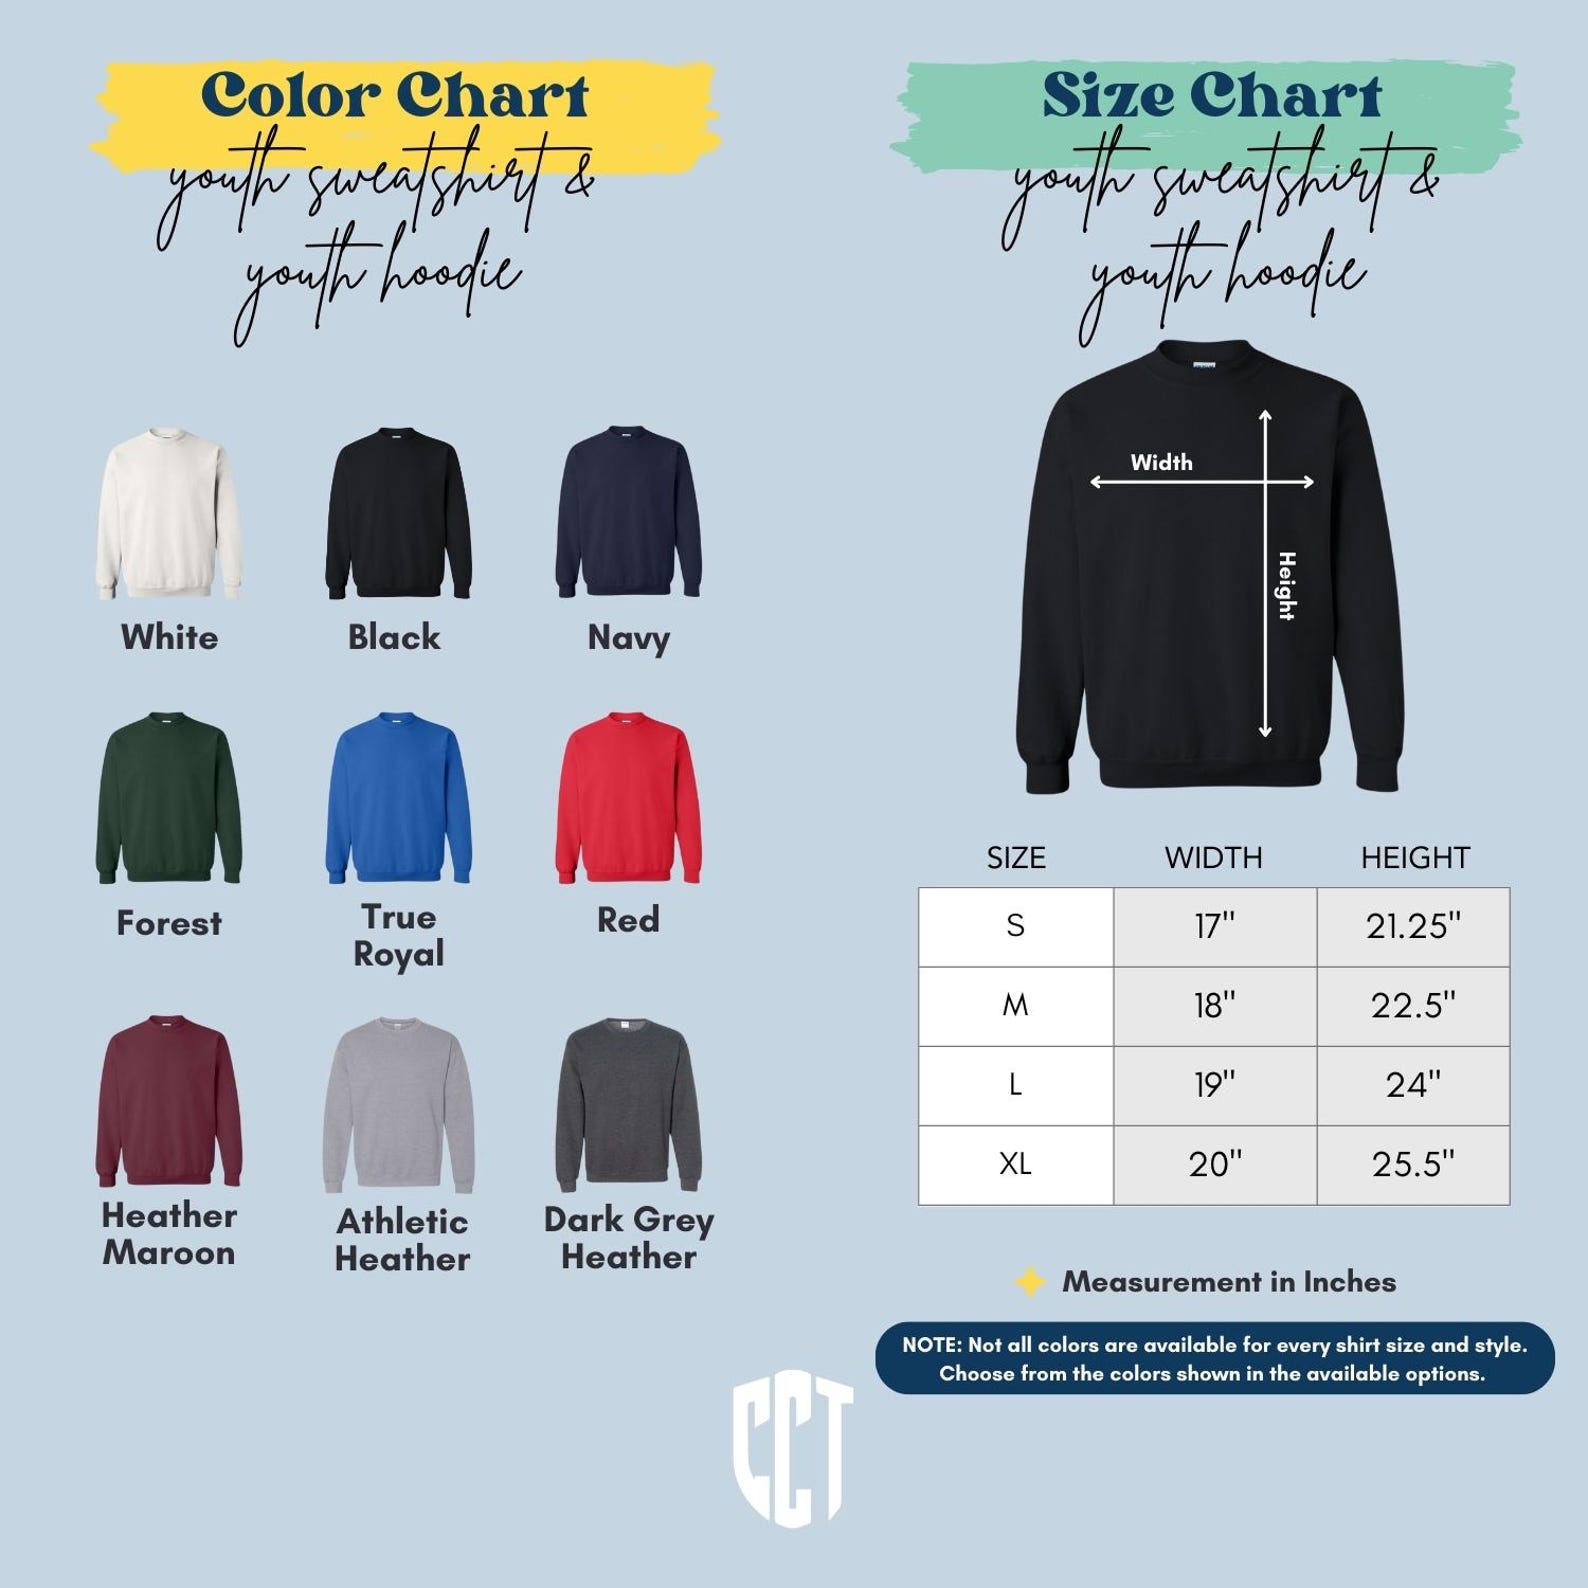 Color Chart
youth sweatshirt &
youth hoodie
White
Black
Navy
Forest
True
Royal
Red
Heather
Maroon
Athletic
Heather
Dark Grey
Heather
Size Chart
youth sweatshirt &
youth hoodie
Width
Height
SIZE WIDTH HEIGHT
S 17" 21.25"
M 18" 22.5"
L 19" 24"
XL 20" 25.5"
Measurement in Inches
NOTE: Not all colors are available for every shirt size and style.
Choose from the colors shown in the available options.
CCT